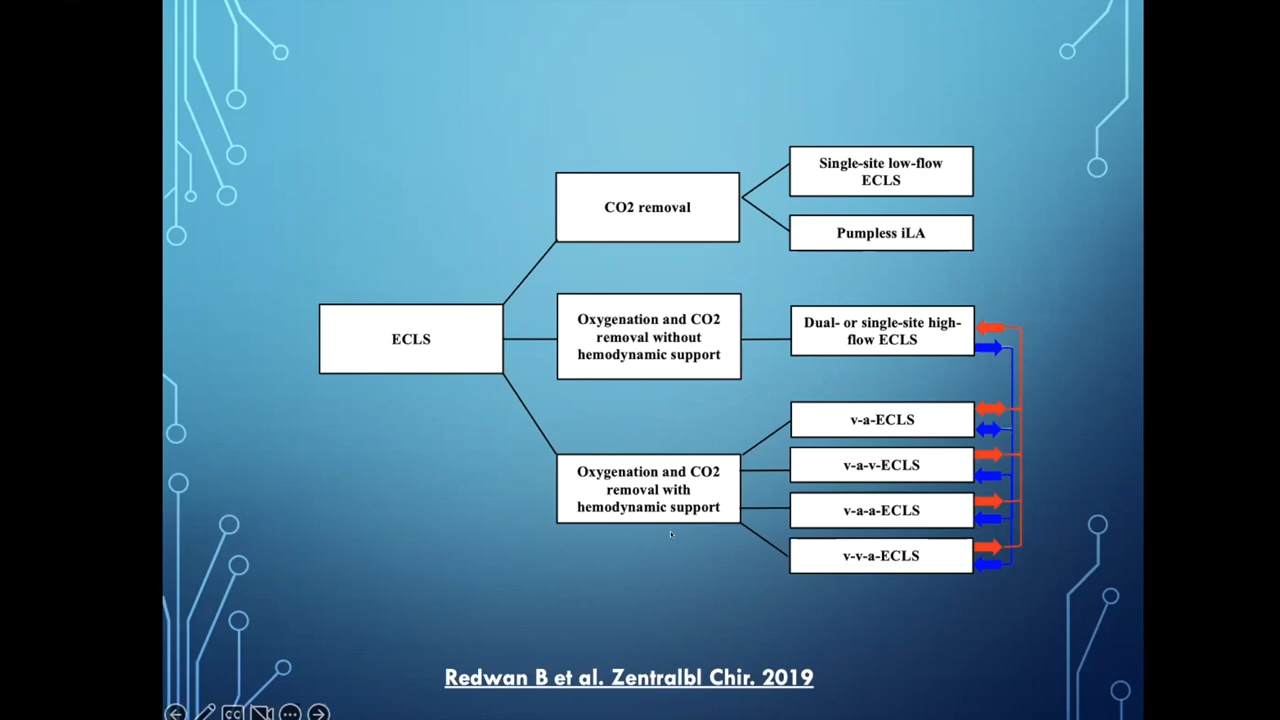 Single-site low-flow
ECLS
CO2 removal
Pumpless iLA
ECLS
Oxygenation and CO2
removal without
hemodynamic support
Dual- or single-site high-
flow ECLS
Oxygenation and CO2
removal with
hemodynamic support
v-a-ECLS
v-a-v-ECLS
v-a-a-ECLS
v-v-a-ECLS
Redwan B et al. Zentralbl Chir. 2019
CC